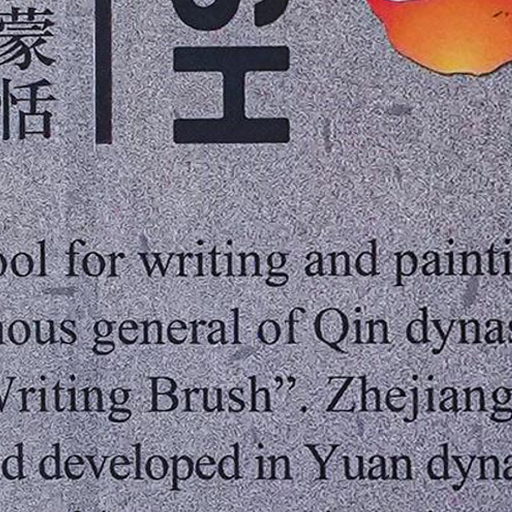 蒙恬
ool for writing and painti
nous general of Qin dynas
Writing Brush”. Zhejiang
nd developed in Yuan dyna